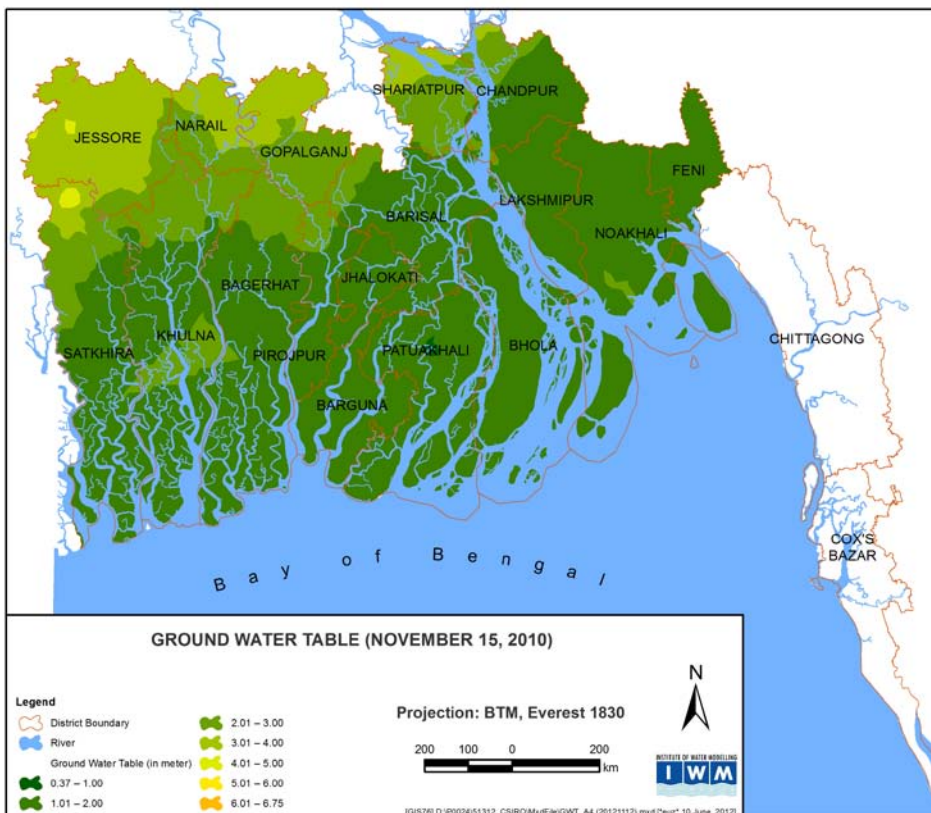 SHARIATPUR
CHANDPUR
JESSORE
NARAIL
GOPALGANJ
FENI
LAKSHMIPUR
BARISAL
NOAKHALI
JHALOKATI
BAGERHAT
KHULNA
CHITTAGONG
SATKHIRA
PIROJPUR
PATUAKHALI
BHOLA
BARGUNA
COX'S
BAZAR
Bay of Bengal
GROUND WATER TABLE (NOVEMBER 15, 2010)
N
Legend
District Boundary
River
Ground Water Table (in meter)
0.37 – 1.00
1.01 – 2.00
2.01 – 3.00
3.01 – 4.00
4.01 – 5.00
5.01 – 6.00
6.01 – 6.75
Projection: BTM, Everest 1830
200 100 0 200
km
INSTITUTE OF WATER MODELLING
IWM
10 June, 2012]